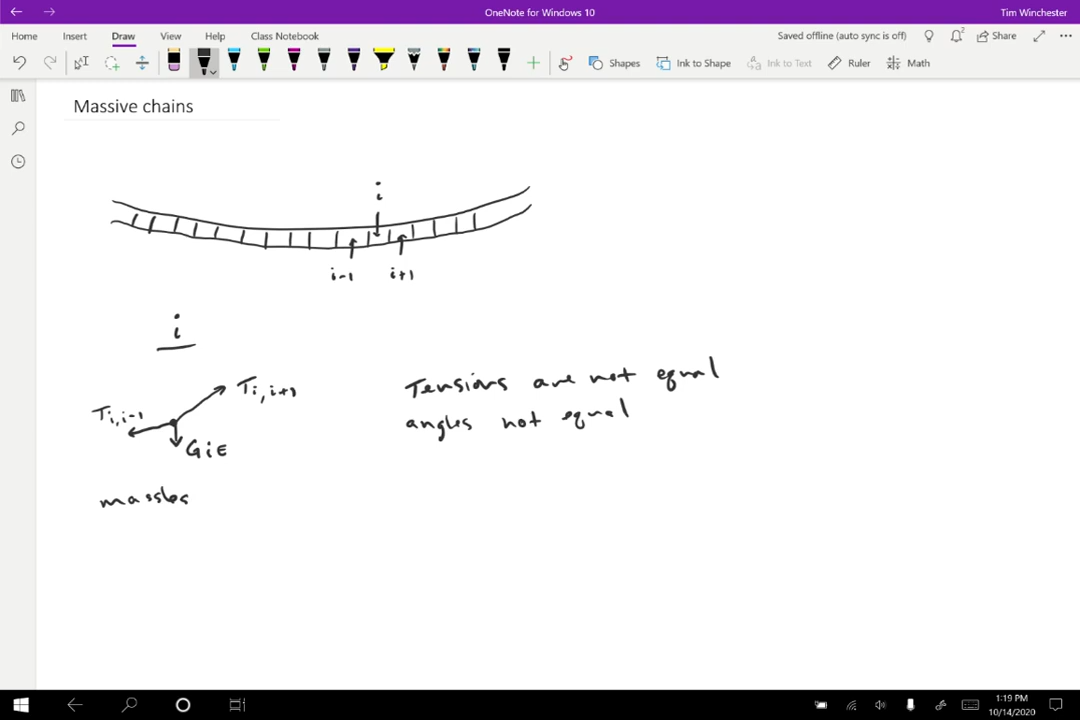 OneNote for Windows 10
Tim Winchester
Home Insert Draw View Help Class Notebook
Saved offline (auto sync is off)
Share
Shapes
Ink to Shape
Ink to Text
Ruler
Math
Massive chains
i
i-1 i+1
i
Ti,i+1
Ti,i-1
GiE
Tensions are not equal
angles not equal
massles
1:19 PM
10/14/2020